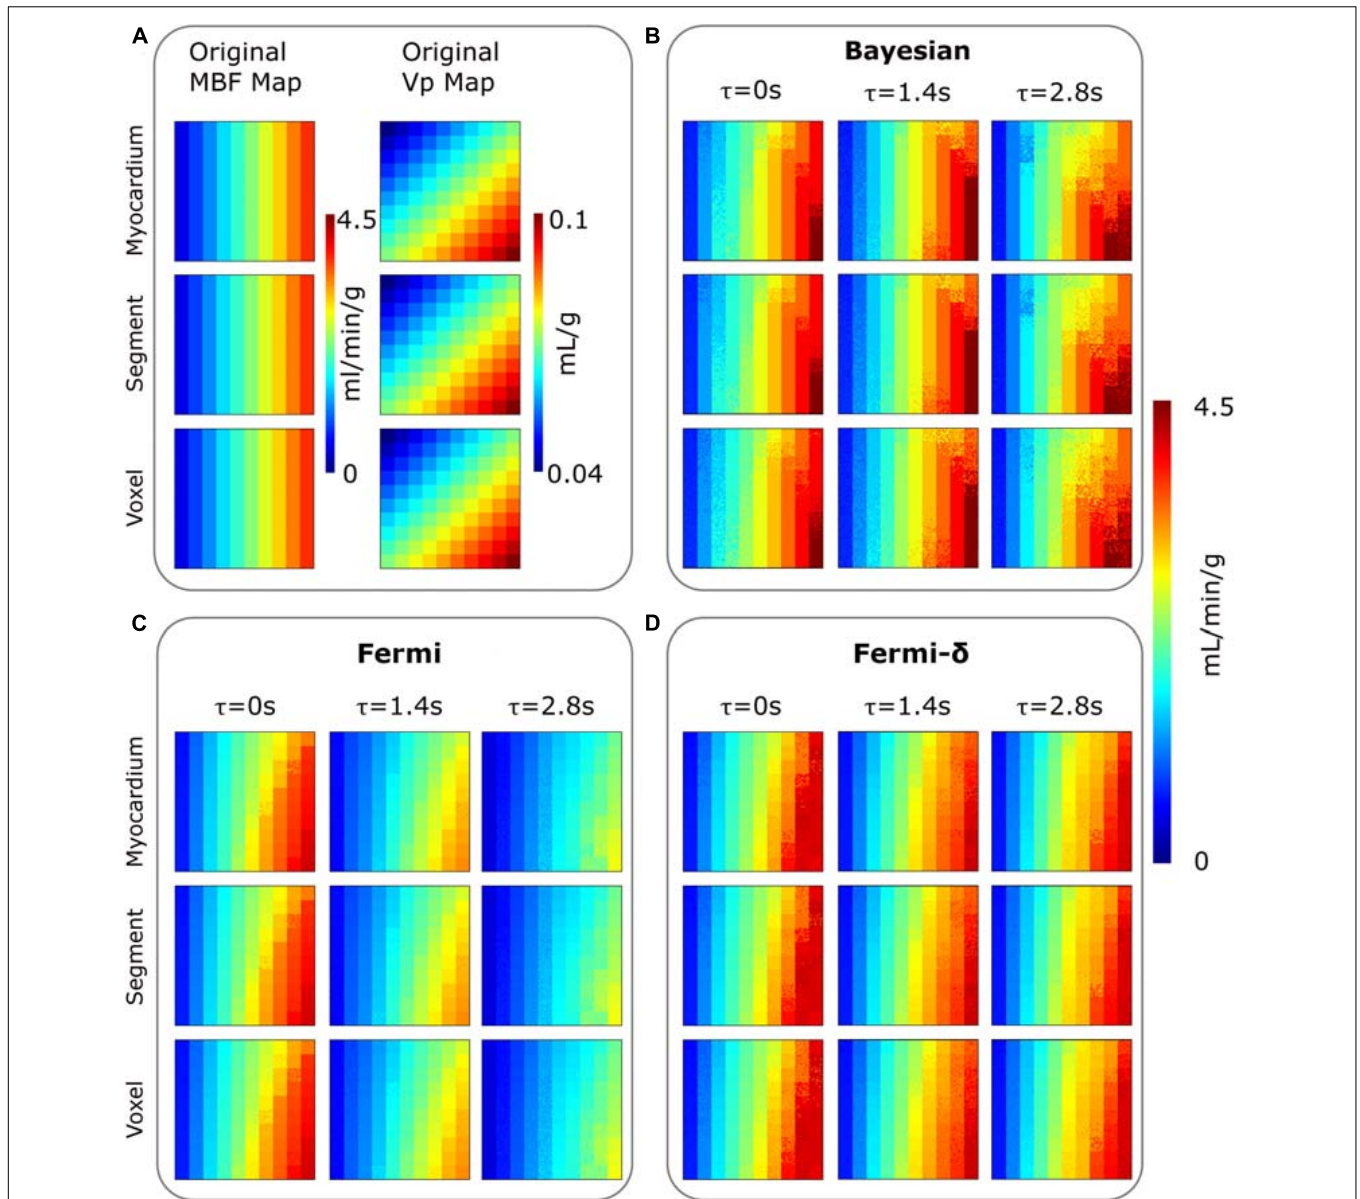 A
Original
MBF Map
Original
Vp Map
Myocardium
Segment
Voxel
4.5
ml/min/g
0
0.1
mL/g
0.04
B
Bayesian
τ=0s
τ=1.4s
τ=2.8s
4.5
mL/min/g
0
C
Fermi
τ=0s
τ=1.4s
τ=2.8s
Myocardium
Segment
Voxel
D
Fermi-δ
τ=0s
τ=1.4s
τ=2.8s